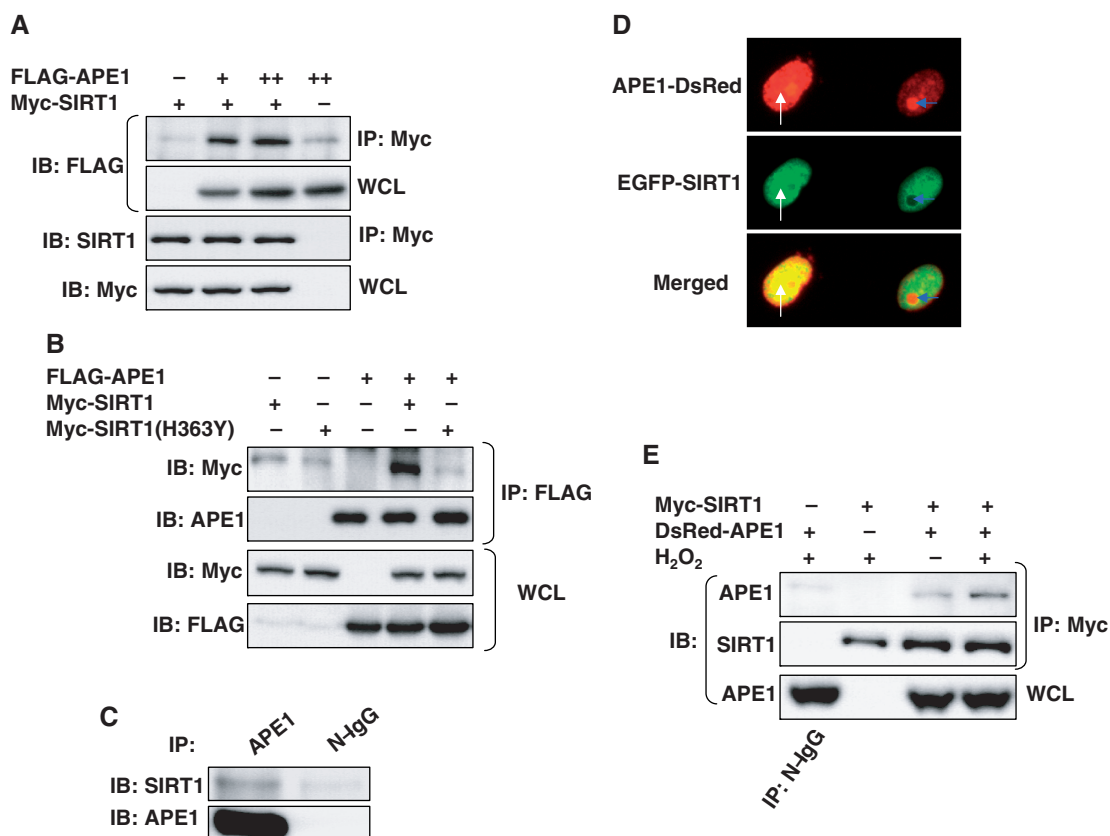 A
FLAG-APE1 – + ++ ++
Myc-SIRT1 + + + –
IB: FLAG
IP: Myc
WCL
IB: SIRT1 IP: Myc
IB: Myc WCL
B
FLAG-APE1 – – + + +
Myc-SIRT1 + – – + –
Myc-SIRT1(H363Y) – + – – +
IB: Myc
IB: APE1
IP: FLAG
IB: Myc
IB: FLAG
WCL
C
IP: APE1 N-IgG
IB: SIRT1
IB: APE1
D
APE1-DsRed
EGFP-SIRT1
Merged
E
Myc-SIRT1 – + + +
DsRed-APE1 + – + +
H₂O₂ + + – +
IB:
APE1
SIRT1
IP: Myc
APE1 WCL
IP: N-IgG